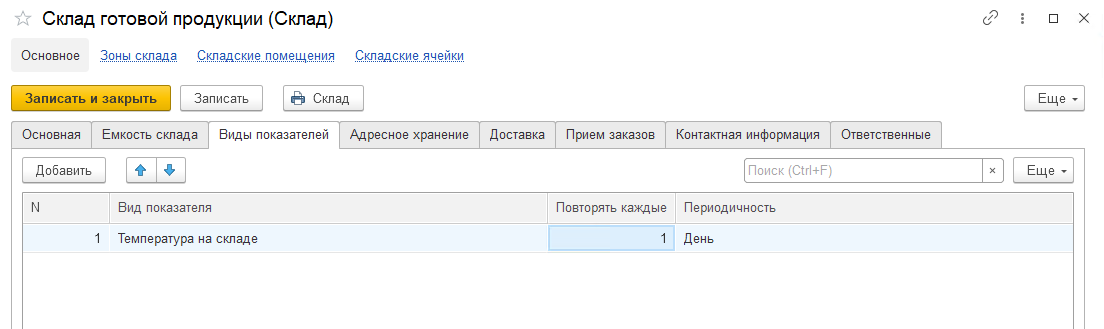 Склад готовой продукции (Склад)
Основное Зоны склада Складские помещения Складские ячейки
Записать и закрыть Записать Склад Еще
Основная Емкость склада Виды показателей Адресное хранение Доставка Прием заказов Контактная информация Ответственные
Добавить Поиск (Ctrl+F) × Еще
N Вид показателя Повторять каждые Периодичность
1 Температура на складе 1 День